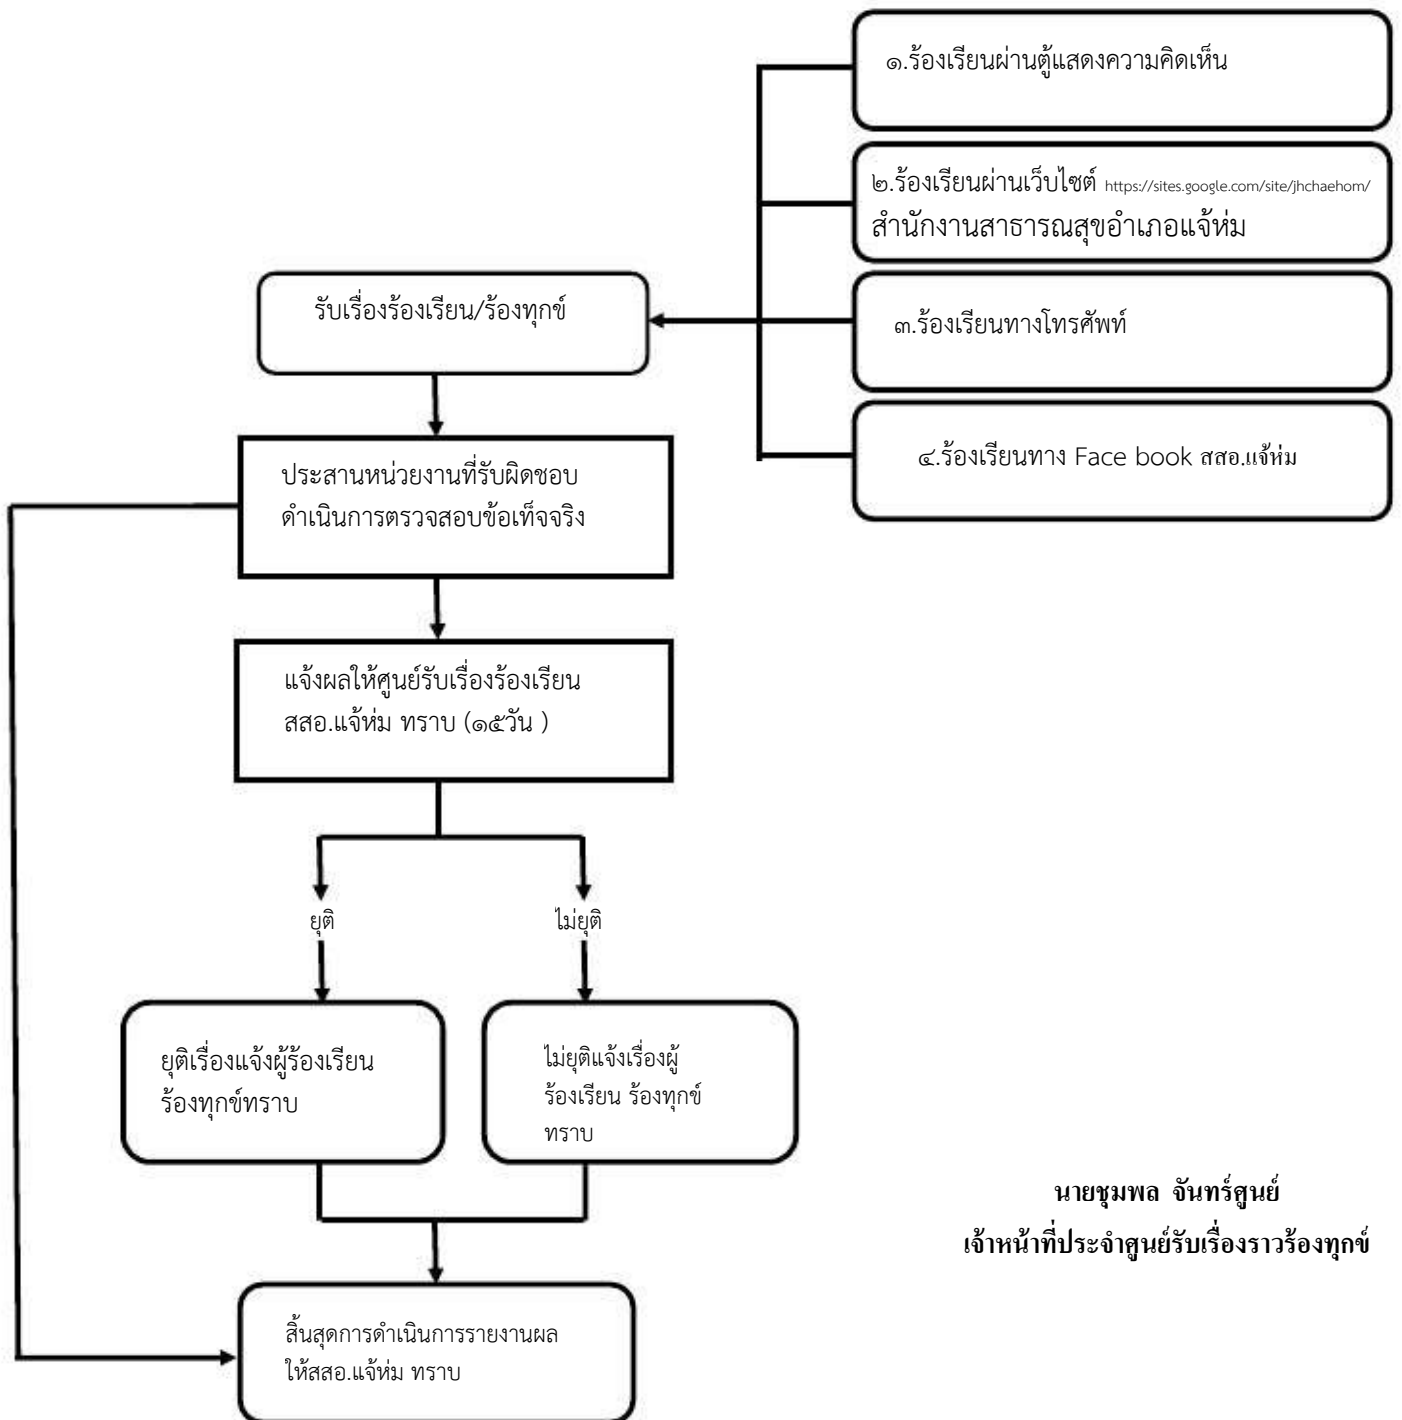 ๑.ร้องเรียนผ่านตู้แสดงความคิดเห็น
๒.ร้องเรียนผ่านเว็บไซต์ https://sites.google.com/site/jhchaehom/
สำนักงานสาธารณสุขอำเภอแจ้ห่ม
รับเรื่องร้องเรียน/ร้องทุกข์
๓.ร้องเรียนทางโทรศัพท์
๔.ร้องเรียนทาง Face book สสอ.แจ้ห่ม
ประสานหน่วยงานที่รับผิดชอบ
ดำเนินการตรวจสอบข้อเท็จจริง
แจ้งผลให้ศูนย์รับเรื่องร้องเรียน
สสอ.แจ้ห่ม ทราบ (๑๕วัน )
ยุติ
ไม่ยุติ
ยุติเรื่องแจ้งผู้ร้องเรียน
ร้องทุกข์ทราบ
ไม่ยุติแจ้งเรื่องผู้
ร้องเรียน ร้องทุกข์
ทราบ
นายชุมพล จันทร์ศูนย์
เจ้าหน้าที่ประจำศูนย์รับเรื่องราวร้องทุกข์
สิ้นสุดการดำเนินการรายงานผล
ให้สสอ.แจ้ห่ม ทราบ